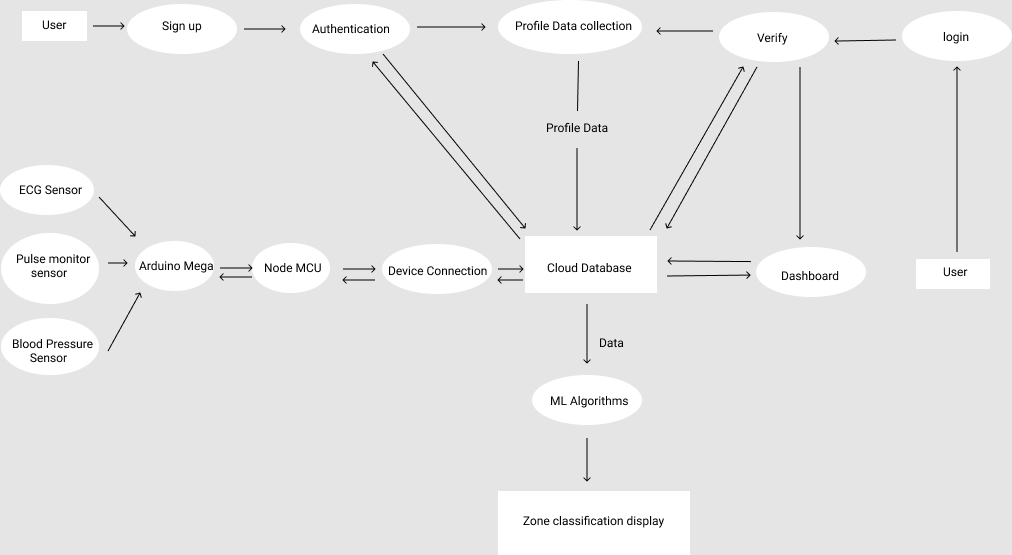 User
Sign up
Authentication
Profile Data collection
Verify
login
Profile Data
ECG Sensor
Pulse monitor
sensor
Arduino Mega
Node MCU
Device Connection
Cloud Database
Dashboard
User
Blood Pressure
Sensor
Data
ML Algorithms
Zone classification display